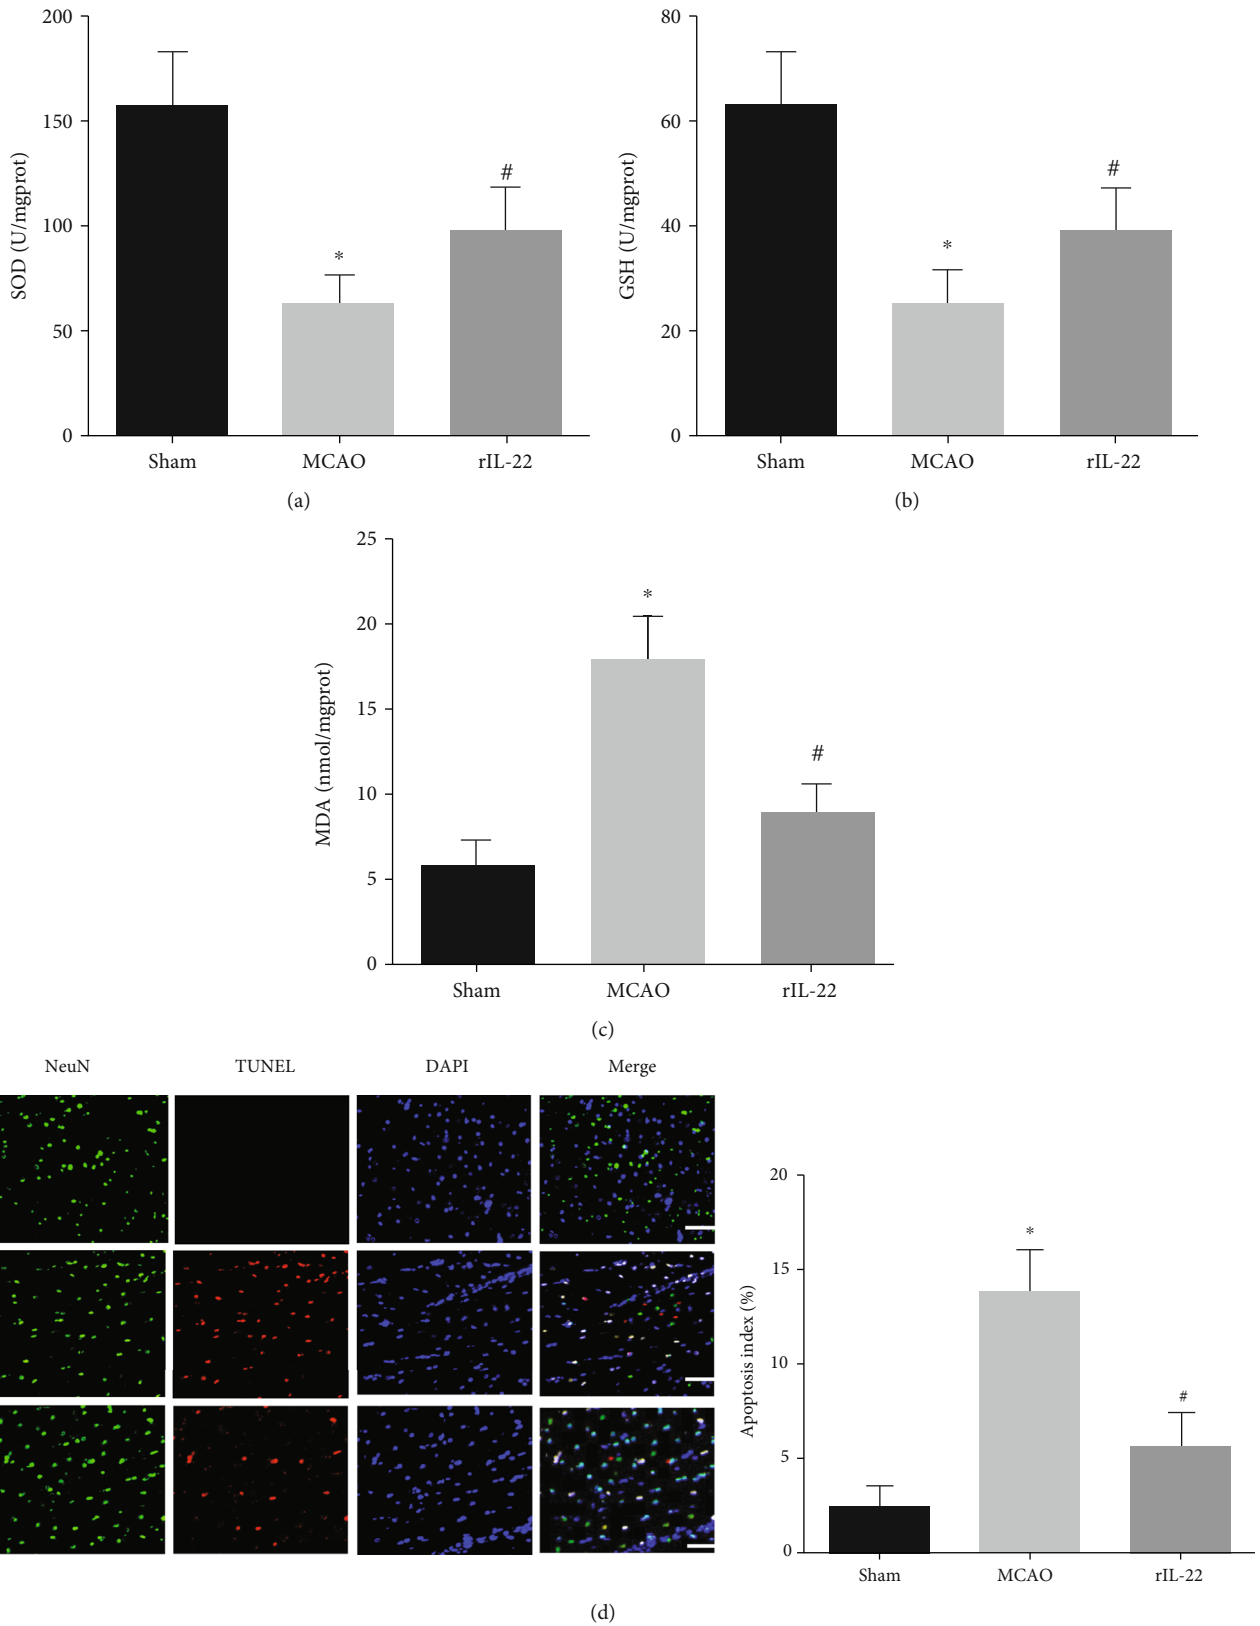 200
150
100
50
0
SOD (U/mgprot)
*
#
Sham MCAO rIL-22
(a)
80
60
40
20
0
GSH (U/mgprot)
*
#
Sham MCAO rIL-22
(b)
25
20
15
10
5
0
MDA (nmol/mgprot)
*
#
Sham MCAO rIL-22
(c)
NeuN TUNEL DAPI Merge
20
15
10
5
0
Apoptosis index (%)
*
#
Sham MCAO rIL-22
(d)